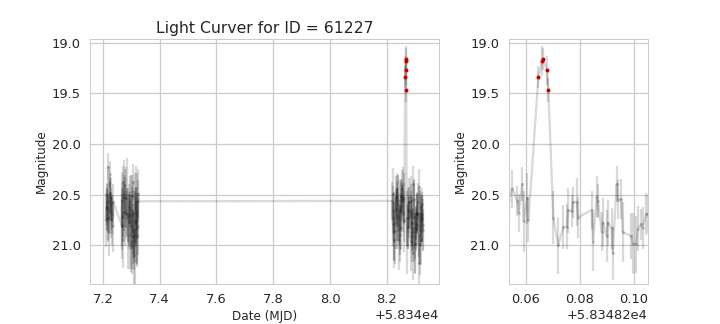 Light Curver for ID = 61227
19.0
19.5
20.0
20.5
21.0
Magnitude
7.2 7.4 7.6 7.8 8.0 8.2
Date (MJD)
+5.834e4
19.0
19.5
20.0
20.5
21.0
Magnitude
0.06 0.08 0.10
+5.83482e4